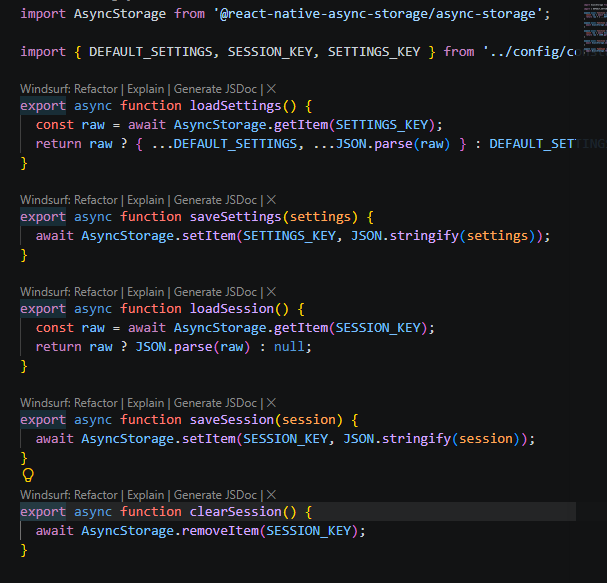 import AsyncStorage from '@react-native-async-storage/async-storage';
import { DEFAULT_SETTINGS, SESSION_KEY, SETTINGS_KEY } from '../config/
Windsurf: Refactor | Explain | Generate JSDoc | ×
export async function loadSettings() {
const raw = await AsyncStorage.getItem(SETTINGS_KEY);
return raw ? { ...DEFAULT_SETTINGS, ...JSON.parse(raw) } : DEFAULT_SETTING
}
Windsurf: Refactor | Explain | Generate JSDoc | ×
export async function saveSettings(settings) {
await AsyncStorage.setItem(SETTINGS_KEY, JSON.stringify(settings));
}
Windsurf: Refactor | Explain | Generate JSDoc | ×
export async function loadSession() {
const raw = await AsyncStorage.getItem(SESSION_KEY);
return raw ? JSON.parse(raw) : null;
}
Windsurf: Refactor | Explain | Generate JSDoc | ×
export async function saveSession(session) {
await AsyncStorage.setItem(SESSION_KEY, JSON.stringify(session));
}
Windsurf: Refactor | Explain | Generate JSDoc | ×
export async function clearSession() {
await AsyncStorage.removeItem(SESSION_KEY);
}